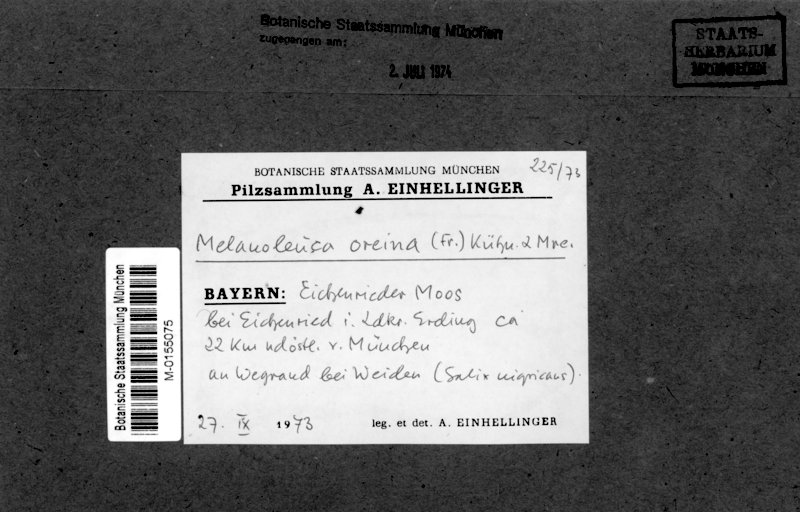 Botanische Staatssammlung München
zugegangen am:
2. JULI 1974
STAATS-
HERBARIUM
MÜNCHEN
BOTANISCHE STAATSSAMMLUNG MÜNCHEN
225/73
Pilzsammlung A. EINHELLINGER
Melanoleuca oreina (Fr.) Kühn. & Mre.
BAYERN: Eichenrieder Moos
bei Eichenried i. Ldkr. Erding ca
22 km ndöstl. v. München
am Wegrand bei Weiden (Salix nigricans).
27. IX 1973
leg. et det. A. EINHELLINGER
Botanische Staatssammlung München
M-0155075